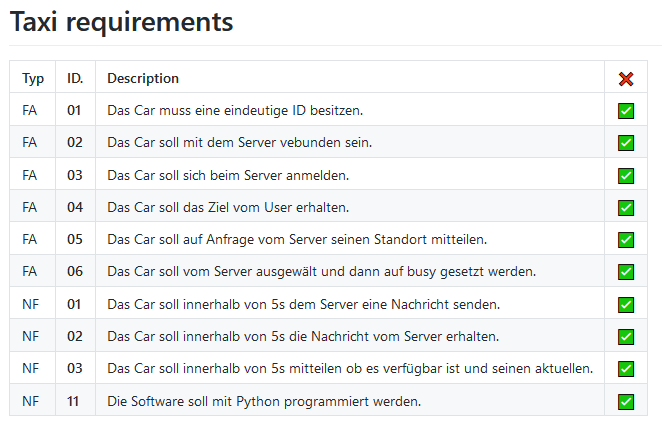 Taxi requirements
Typ ID. Description ❌
FA 01 Das Car muss eine eindeutige ID besitzen. ✅
FA 02 Das Car soll mit dem Server vebunden sein. ✅
FA 03 Das Car soll sich beim Server anmelden. ✅
FA 04 Das Car soll das Ziel vom User erhalten. ✅
FA 05 Das Car soll auf Anfrage vom Server seinen Standort mitteilen. ✅
FA 06 Das Car soll vom Server ausgewält und dann auf busy gesetzt werden. ✅
NF 01 Das Car soll innerhalb von 5s dem Server eine Nachricht senden. ✅
NF 02 Das Car soll innerhalb von 5s die Nachricht vom Server erhalten. ✅
NF 03 Das Car soll innerhalb von 5s mitteilen ob es verfügbar ist und seinen aktuellen. ✅
NF 11 Die Software soll mit Python programmiert werden. ✅